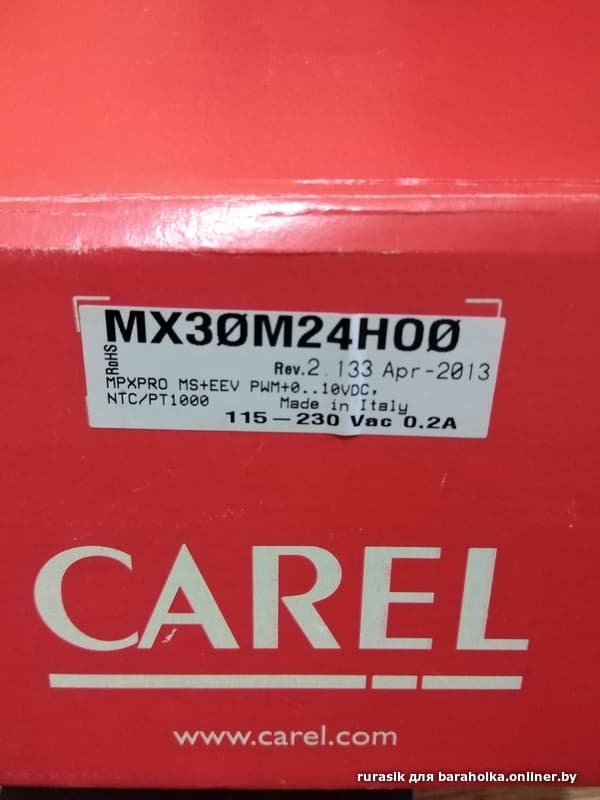 MX30M24HO0
RoHS
Rev.2.133 Apr-2013
MPXPRO MS+EEV PWM+0..10VDC,
NTC/PT1000 Made in Italy
115-230 Vac 0.2A
CAREL
www.carel.com
rurasik для baraholka.onliner.by